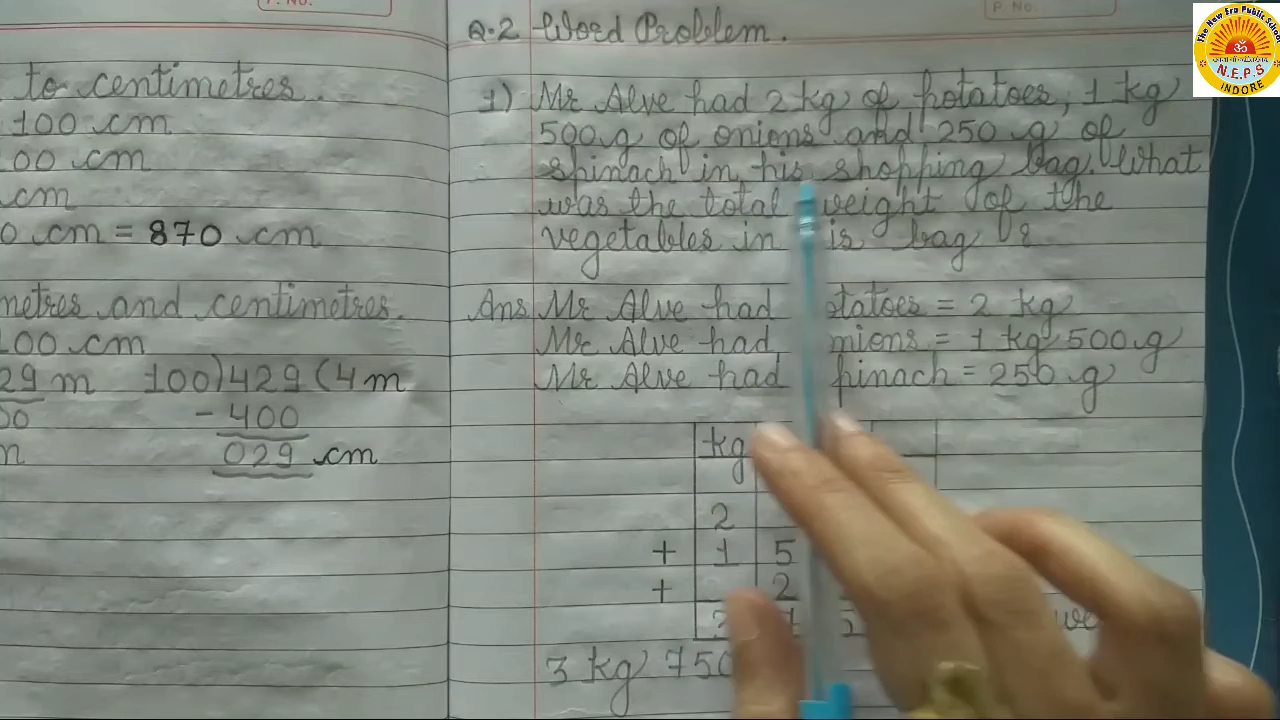 P. No.
to centimetres.
100 cm
00 cm
cm
0 cm = 870 cm
metres and centimetres.
100 cm
29 m 100)429(4m
- 400
029 cm
P No.
Q.2 Word Problem.
1) Mr Alve had 2 kg of potatoes, 1 kg
500 g of onions and 250 g of
spinach in his shopping bag. What
was the total weight of the
vegetables in is bag ?
Ans Mr Alve had otatoes = 2 kg
Mr Alve had nions = 1 kg 500 g
Mr Alve had pinach = 250 g
kg
2
+ 1 5
+ 2
3 kg 750
The New Era Public School
N.E.P.S
INDORE